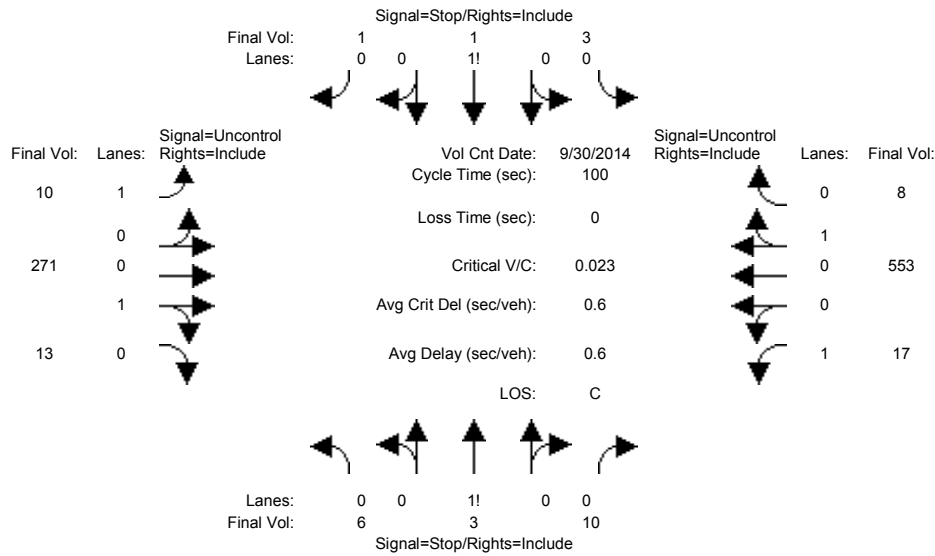 Signal=Stop/Rights=Include
Final Vol: 1 1 3
Lanes: 0 0 1! 0 0
Signal=Uncontrol Signal=Uncontrol
Final Vol: Lanes: Rights=Include Vol Cnt Date: 9/30/2014 Rights=Include Lanes: Final Vol:
Cycle Time (sec): 100
10 1 0 8
Loss Time (sec): 0
0 1
271 0 Critical V/C: 0.023 0 553
1 Avg Crit Del (sec/veh): 0.6 0
13 0 Avg Delay (sec/veh): 0.6 1 17
LOS: C
Lanes: 0 0 1! 0 0
Final Vol: 6 3 10
Signal=Stop/Rights=Include